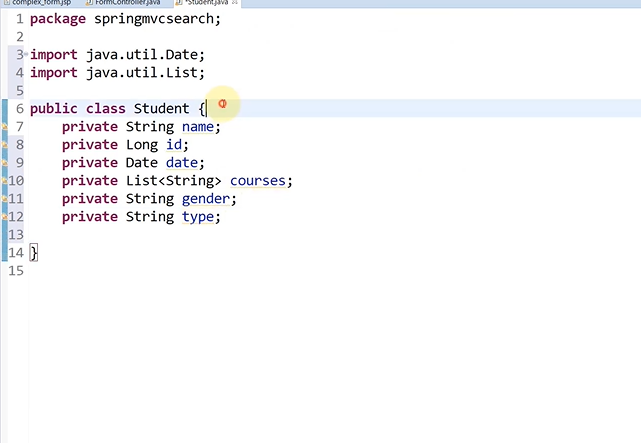 complex_form.jsp FormController.java *Student.java
1 package springmvcsearch;
2
3 import java.util.Date;
4 import java.util.List;
5
6 public class Student {
7 private String name;
8 private Long id;
9 private Date date;
10 private List<String> courses;
11 private String gender;
12 private String type;
13
14 }
15